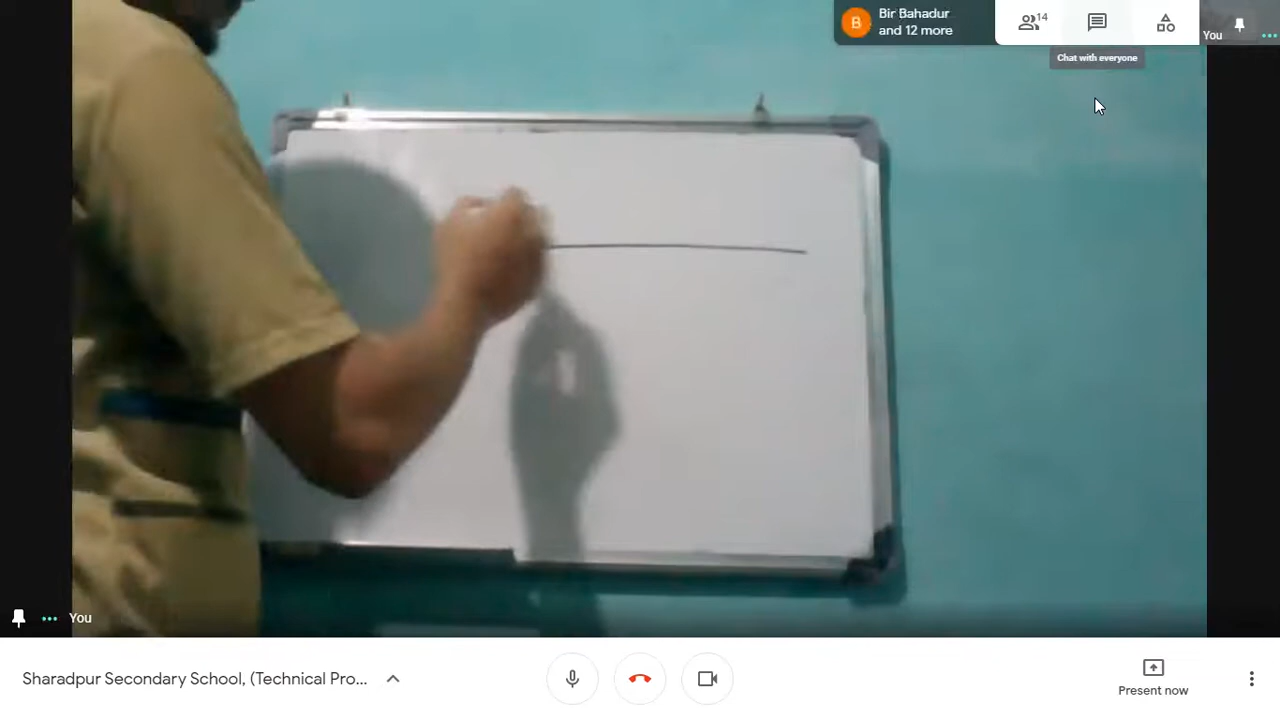 B
Bir Bahadur
and 12 more
14
You
Chat with everyone
You
Sharadpur Secondary School, (Technical Pro...
Present now